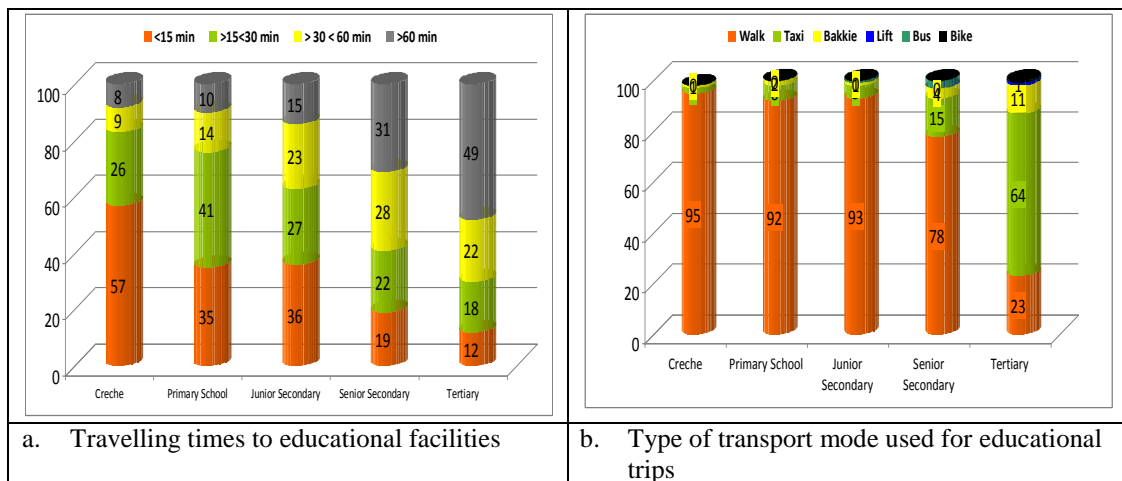 <15 min >15<30 min > 30 < 60 min >60 min
100
80
60
40
20
0
8 10 15 31 49
9 14 23 28 22
26 41 27 22 18
57 35 36 19 12
Creche Primary School Junior Secondary Senior Secondary Tertiary
Walk Taxi Bakkie Lift Bus Bike
100
80
60
40
20
0
1
11
15 64
95 92 93 78 23
Creche Primary School Junior Secondary Senior Secondary Tertiary
a. Travelling times to educational facilities
b. Type of transport mode used for educational
trips